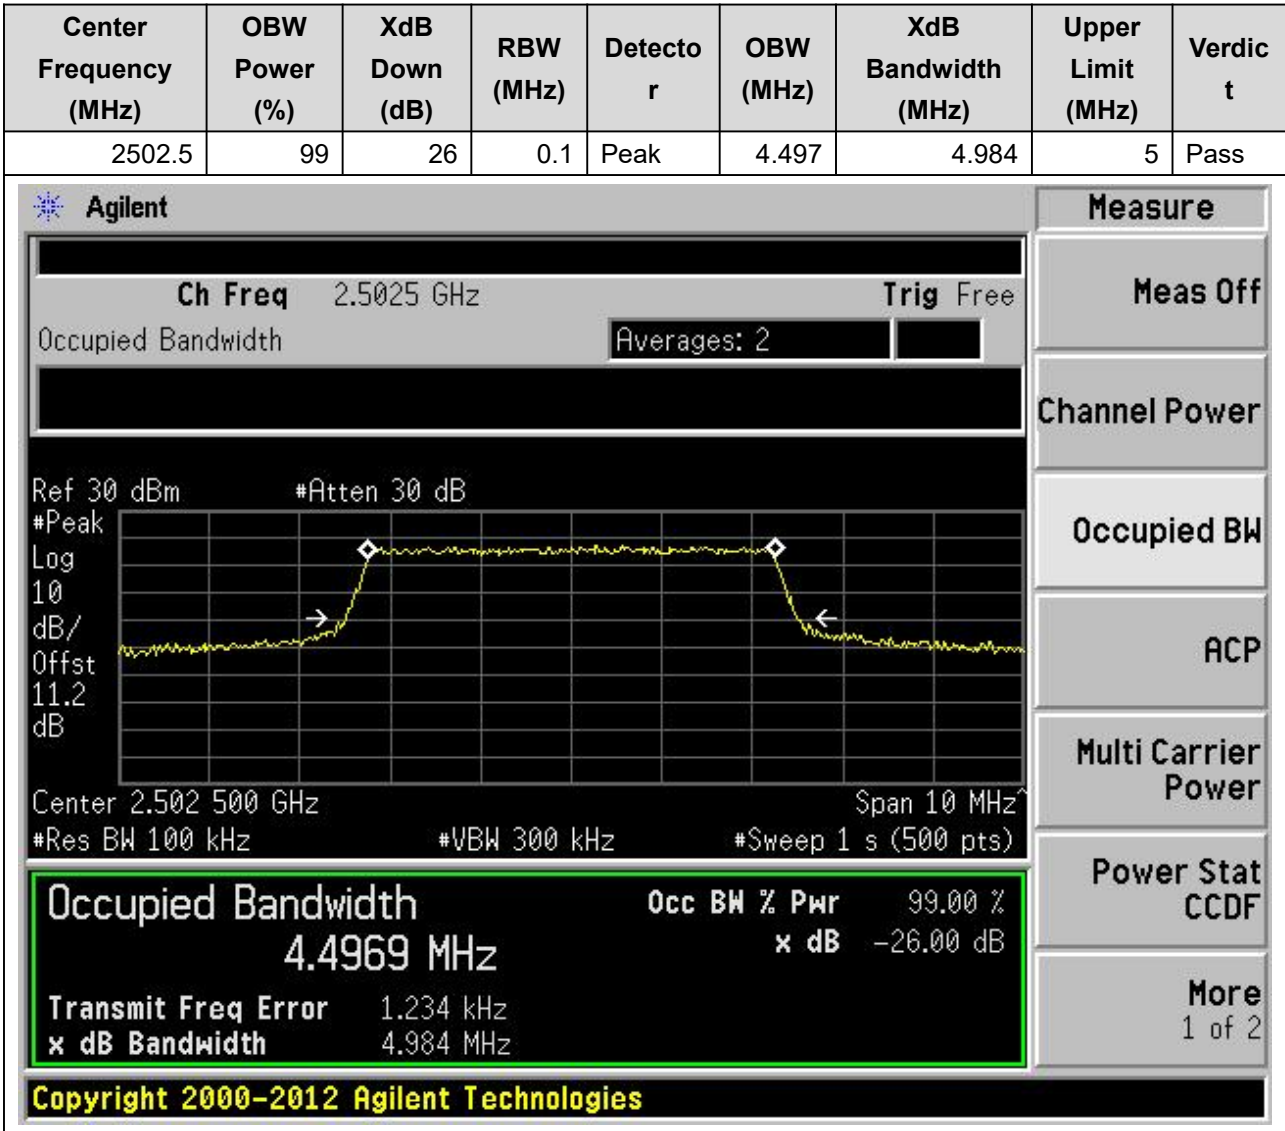 Center Frequency (MHz) OBW Power (%) XdB Down (dB) RBW (MHz) Detector OBW (MHz) XdB Bandwidth (MHz) Upper Limit (MHz) Verdict
2502.5 99 26 0.1 Peak 4.497 4.984 5 Pass
Agilent
Measure
Ch Freq 2.5025 GHz Trig Free
Meas Off
Occupied Bandwidth Averages: 2
Channel Power
Ref 30 dBm #Atten 30 dB
#Peak
Log
10
dB/
Offst
11.2
dB
Occupied BW
ACP
Multi Carrier
Power
Center 2.502 500 GHz Span 10 MHz^
#Res BW 100 kHz #VBW 300 kHz #Sweep 1 s (500 pts)
Power Stat
CCDF
Occupied Bandwidth Occ BW % Pwr 99.00 %
4.4969 MHz x dB -26.00 dB
Transmit Freq Error 1.234 kHz
x dB Bandwidth 4.984 MHz
More
1 of 2
Copyright 2000-2012 Agilent Technologies